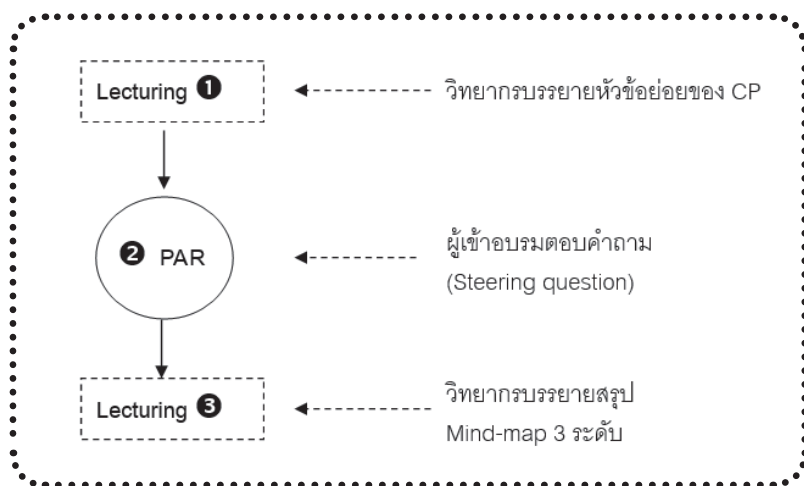 Lecturing ❶
วิทยากรบรรยายหัวข้อย่อยของ CP
❷ PAR
ผู้เข้าอบรมตอบคำถาม
(Steering question)
Lecturing ❸
วิทยากรบรรยายสรุป
Mind-map 3 ระดับ